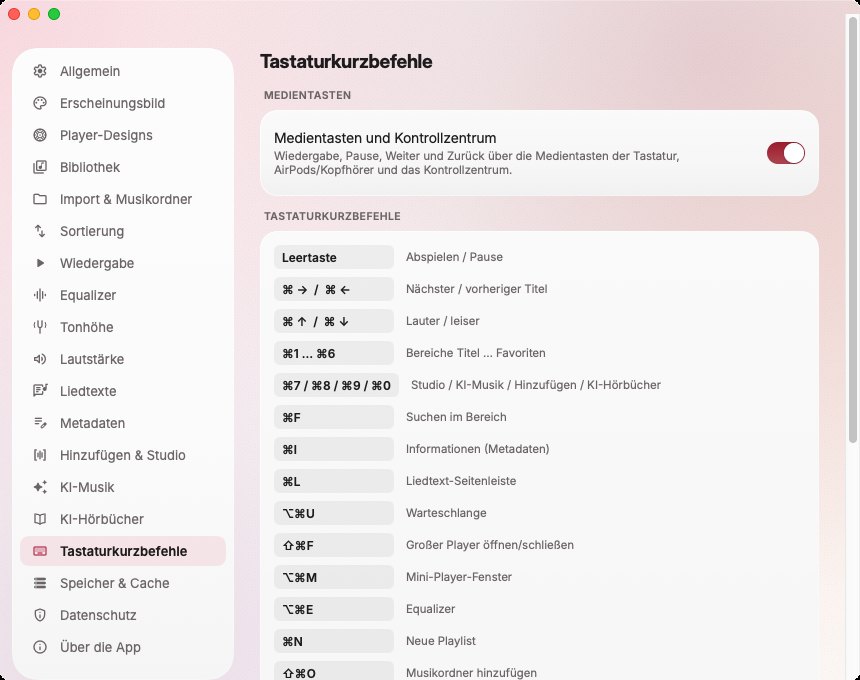 Allgemein
Erscheinungsbild
Player-Designs
Bibliothek
Import & Musikordner
Sortierung
Wiedergabe
Equalizer
Tonhöhe
Lautstärke
Liedtexte
Metadaten
Hinzufügen & Studio
KI-Musik
KI-Hörbücher
Tastaturkurzbefehle
Speicher & Cache
Datenschutz
Über die App
Tastaturkurzbefehle
MEDIENTASTEN
Medientasten und Kontrollzentrum
Wiedergabe, Pause, Weiter und Zurück über die Medientasten der Tastatur,
AirPods/Kopfhörer und das Kontrollzentrum.
TASTATURKURZBEFEHLE
Leertaste Abspielen / Pause
⌘ → / ⌘ ← Nächster / vorheriger Titel
⌘ ↑ / ⌘ ↓ Lauter / leiser
⌘1 ... ⌘6 Bereiche Titel ... Favoriten
⌘7 / ⌘8 / ⌘9 / ⌘0 Studio / KI-Musik / Hinzufügen / KI-Hörbücher
⌘F Suchen im Bereich
⌘I Informationen (Metadaten)
⌘L Liedtext-Seitenleiste
⌥⌘U Warteschlange
⇧⌘F Großer Player öffnen/schließen
⌥⌘M Mini-Player-Fenster
⌥⌘E Equalizer
⌘N Neue Playlist
⇧⌘O Musikordner hinzufügen